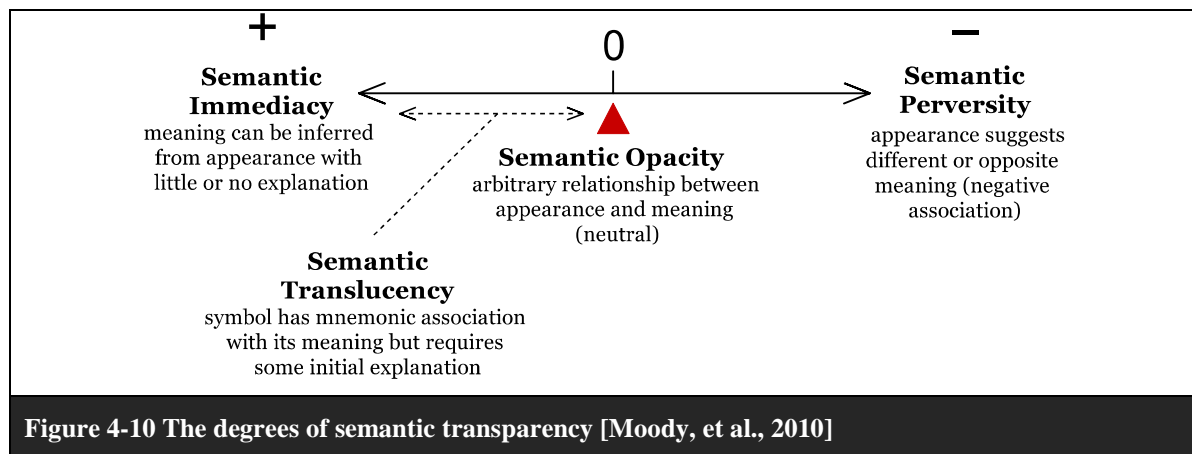 +
0
–
Semantic
Immediacy
meaning can be inferred
from appearance with
little or no explanation
Semantic Opacity
arbitrary relationship between
appearance and meaning
(neutral)
Semantic
Perversity
appearance suggests
different or opposite
meaning (negative
association)
Semantic
Translucency
symbol has mnemonic association
with its meaning but requires
some initial explanation
Figure 4-10 The degrees of semantic transparency [Moody, et al., 2010]